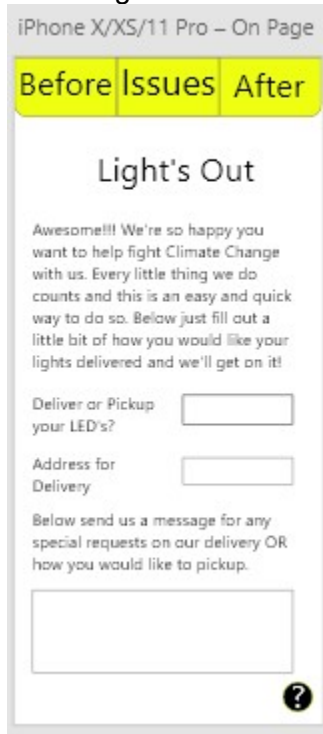 iPhone X/XS/11 Pro – On Page
Before Issues After
Light's Out
Awesome!!! We're so happy you
want to help fight Climate Change
with us. Every little thing we do
counts and this is an easy and quick
way to do so. Below just fill out a
little bit of how you would like your
lights delivered and we'll get on it!
Deliver or Pickup
your LED's?
Address for
Delivery
Below send us a message for any
special requests on our delivery OR
how you would like to pickup.
?